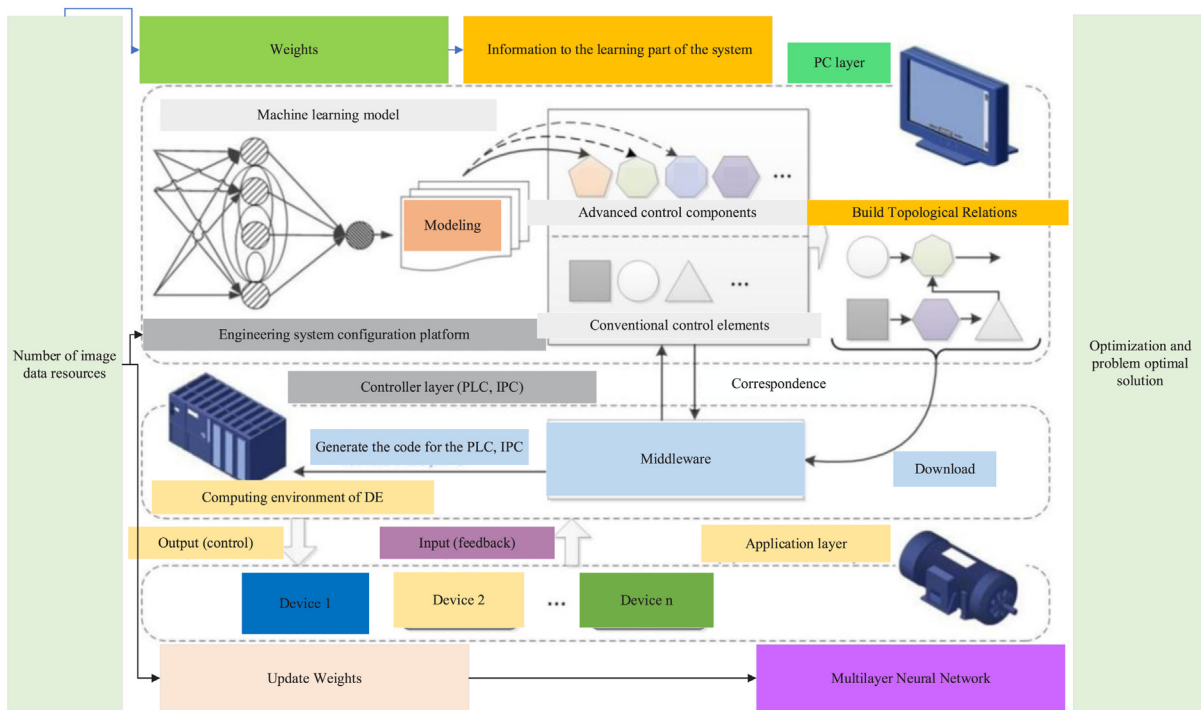 Weights
Information to the learning part of the system
PC layer
Machine learning model
Modeling
Advanced control components
Build Topological Relations
...
Engineering system configuration platform
Conventional control elements
...
Number of image
data resources
Optimization and
problem optimal
solution
Controller layer (PLC, IPC)
Correspondence
Generate the code for the PLC, IPC
Middleware
Download
Computing environment of DE
Output (control)
Input (feedback)
Application layer
Device 1
Device 2
...
Device n
Update Weights
Multilayer Neural Network